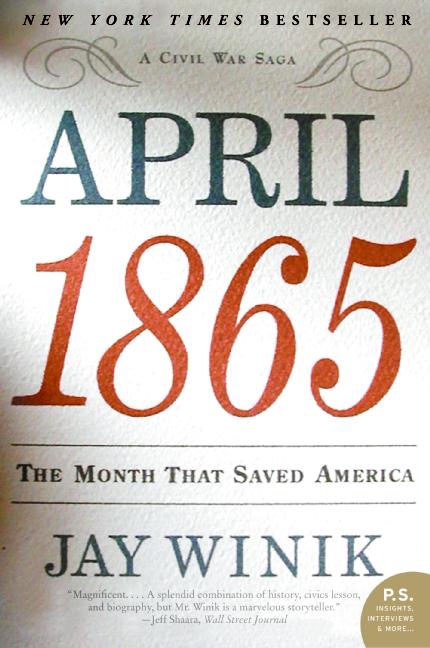 NEW YORK TIMES BESTSELLER
A CIVIL WAR SAGA
APRIL
1865
THE MONTH THAT SAVED AMERICA
JAY WINIK
"Magnificent. . . . A splendid combination of history, civics lesson,
and biography, but Mr. Winik is a marvelous storyteller."
—Jeff Shaara, Wall Street Journal
P.S.
INSIGHTS,
INTERVIEWS
& MORE...